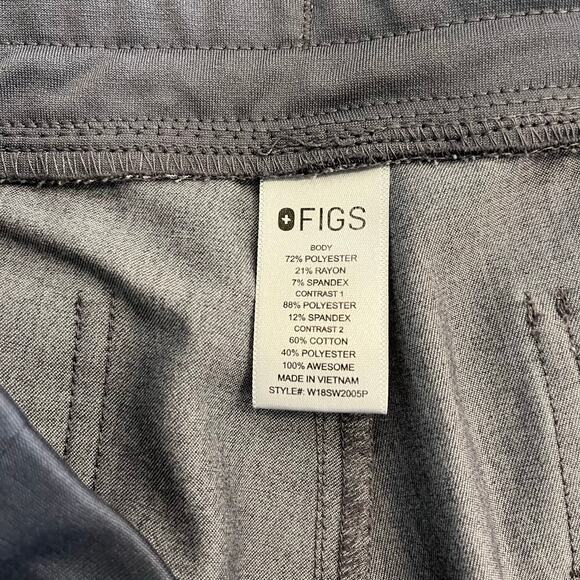 FIGS
BODY
72% POLYESTER
21% RAYON
7% SPANDEX
CONTRAST 1
88% POLYESTER
12% SPANDEX
CONTRAST 2
60% COTTON
40% POLYESTER
100% AWESOME
MADE IN VIETNAM
STYLE#: W18SW2005P